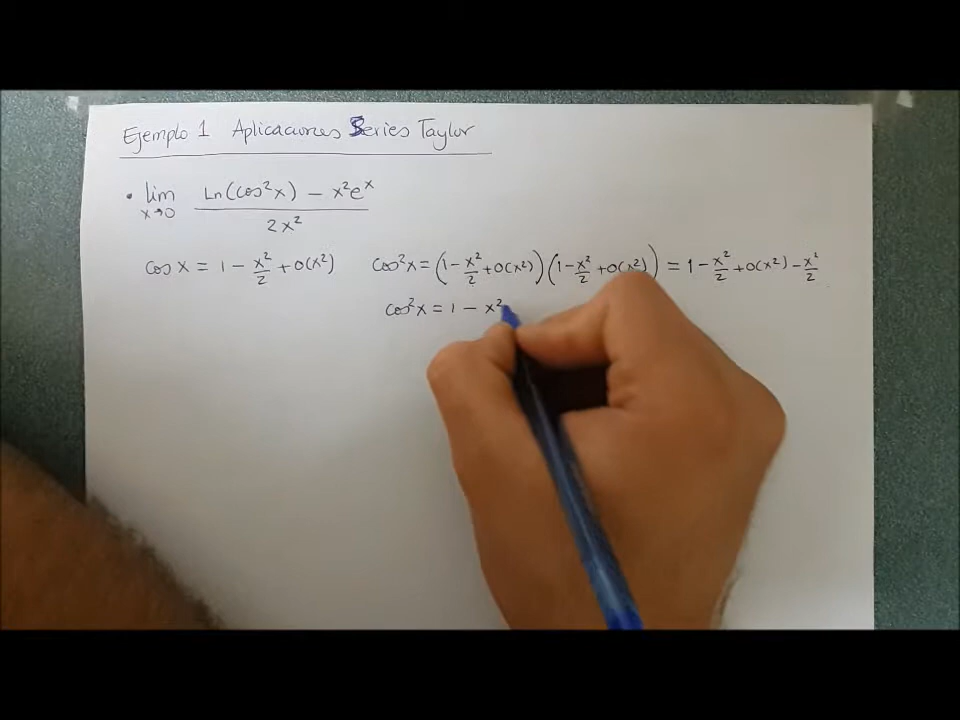 Ejemplo 1 Aplicaciones Series Taylor
• lim x→0 (Ln(cos²x) − x²eˣ) / 2x²
cos x = 1 − x²/2 + o(x²) cos²x = (1 − x²/2 + o(x²))(1 − x²/2 + o(x²)) = 1 − x²/2 + o(x²) − x²/2
cos²x = 1 − x²